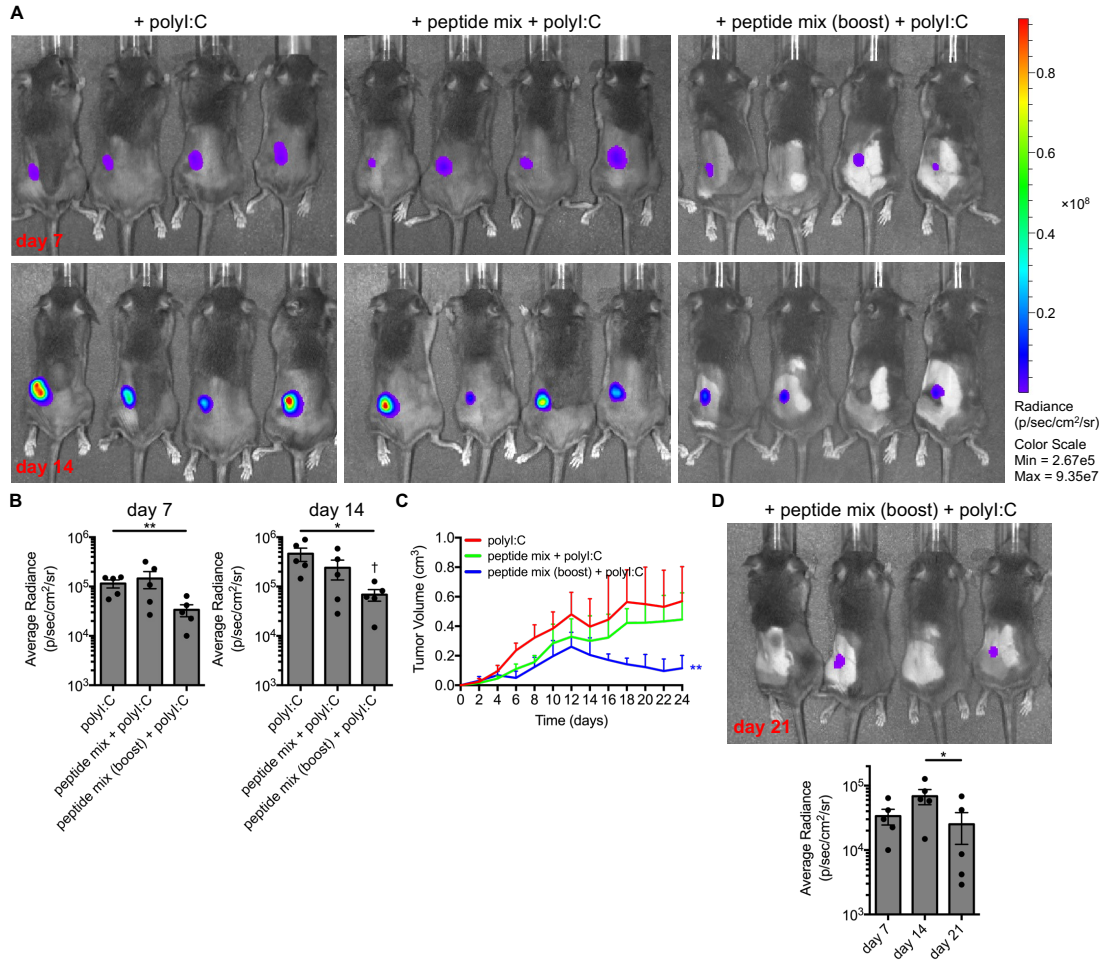 A
+ polyI:C
+ peptide mix + polyI:C
+ peptide mix (boost) + polyI:C
day 7
day 14
0.8
0.6
×10⁸
0.4
0.2
Radiance
(p/sec/cm²/sr)
Color Scale
Min = 2.67e5
Max = 9.35e7
B
day 7
**
10⁶
10⁵
10⁴
10³
Average Radiance
(p/sec/cm²/sr)
polyI:C
peptide mix + polyI:C
peptide mix (boost) + polyI:C
day 14
*
†
10⁶
10⁵
10⁴
10³
Average Radiance
(p/sec/cm²/sr)
polyI:C
peptide mix + polyI:C
peptide mix (boost) + polyI:C
C
polyI:C
peptide mix + polyI:C
peptide mix (boost) + polyI:C
1.0
0.8
0.6
0.4
0.2
0.0
Tumor Volume (cm³)
**
0 2 4 6 8 10 12 14 16 18 20 22 24
Time (days)
D
+ peptide mix (boost) + polyI:C
day 21
*
10⁵
10⁴
10³
Average Radiance
(p/sec/cm²/sr)
day 7
day 14
day 21